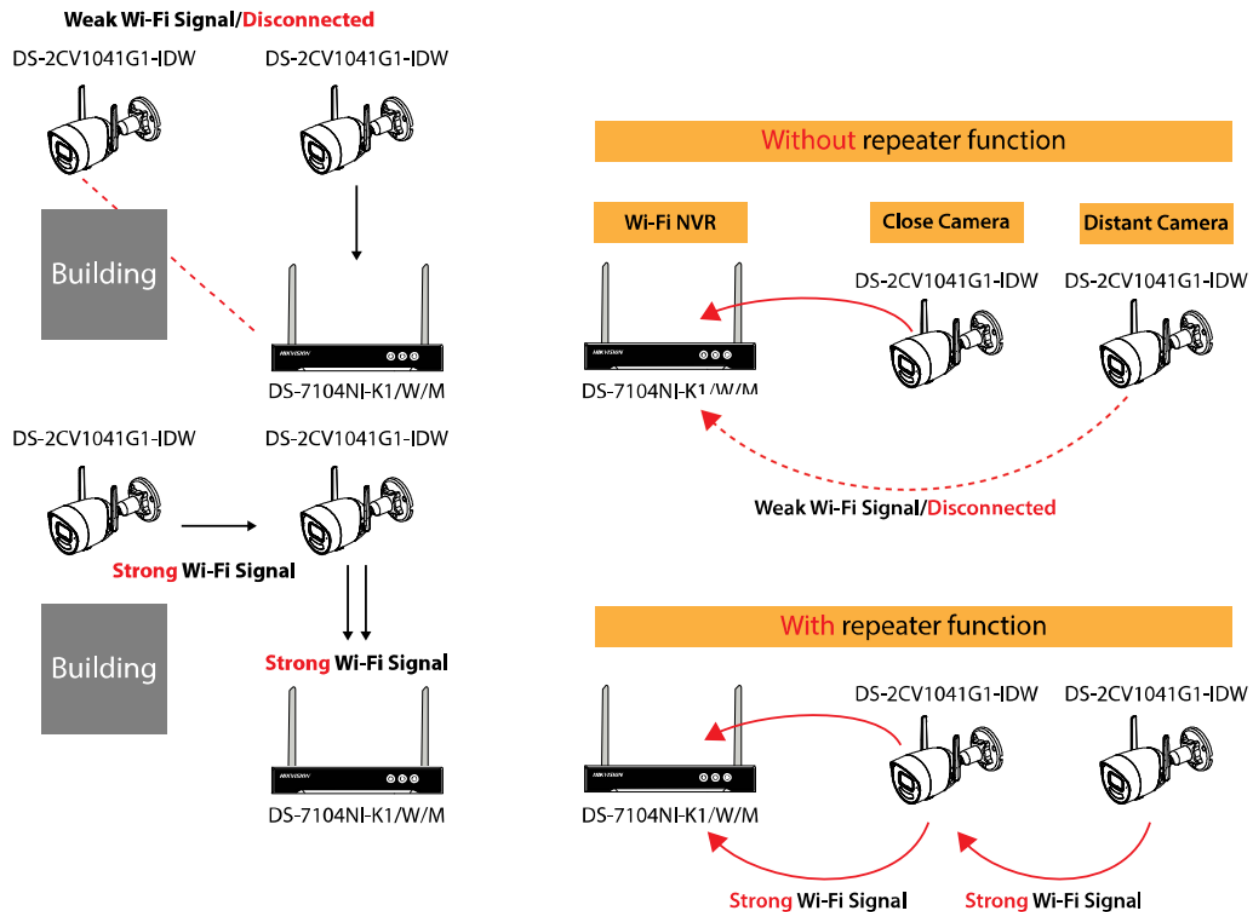 Weak Wi-Fi Signal/Disconnected
DS-2CV1041G1-IDW
DS-2CV1041G1-IDW
Building
HIKVISION
DS-7104NI-K1/W/M
DS-2CV1041G1-IDW
DS-2CV1041G1-IDW
Strong Wi-Fi Signal
Building
Strong Wi-Fi Signal
HIKVISION
DS-7104NI-K1/W/M
Without repeater function
Wi-Fi NVR
Close Camera
Distant Camera
DS-2CV1041G1-IDW
DS-2CV1041G1-IDW
HIKVISION
DS-7104NI-K1/W/M
Weak Wi-Fi Signal/Disconnected
With repeater function
DS-2CV1041G1-IDW
DS-2CV1041G1-IDW
HIKVISION
DS-7104NI-K1/W/M
Strong Wi-Fi Signal
Strong Wi-Fi Signal